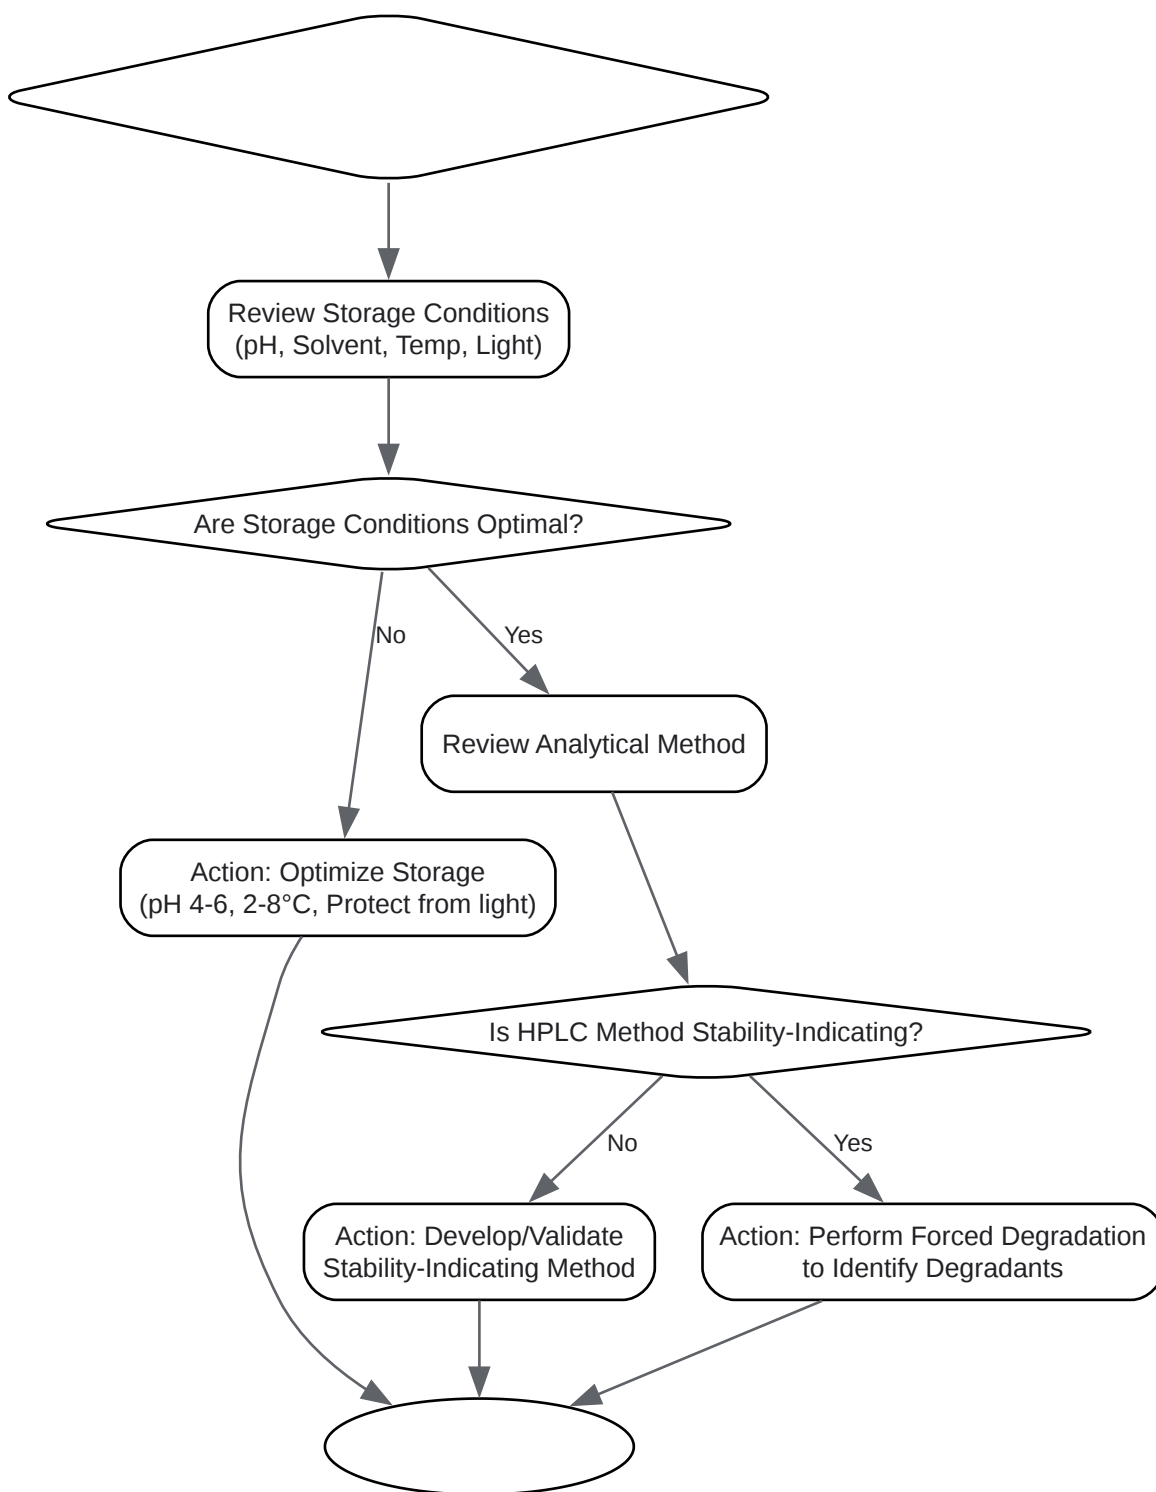 Review Storage Conditions
(pH, Solvent, Temp, Light)
Are Storage Conditions Optimal?
No
Yes
Review Analytical Method
Action: Optimize Storage
(pH 4-6, 2-8°C, Protect from light)
Is HPLC Method Stability-Indicating?
No
Yes
Action: Develop/Validate
Stability-Indicating Method
Action: Perform Forced Degradation
to Identify Degradants